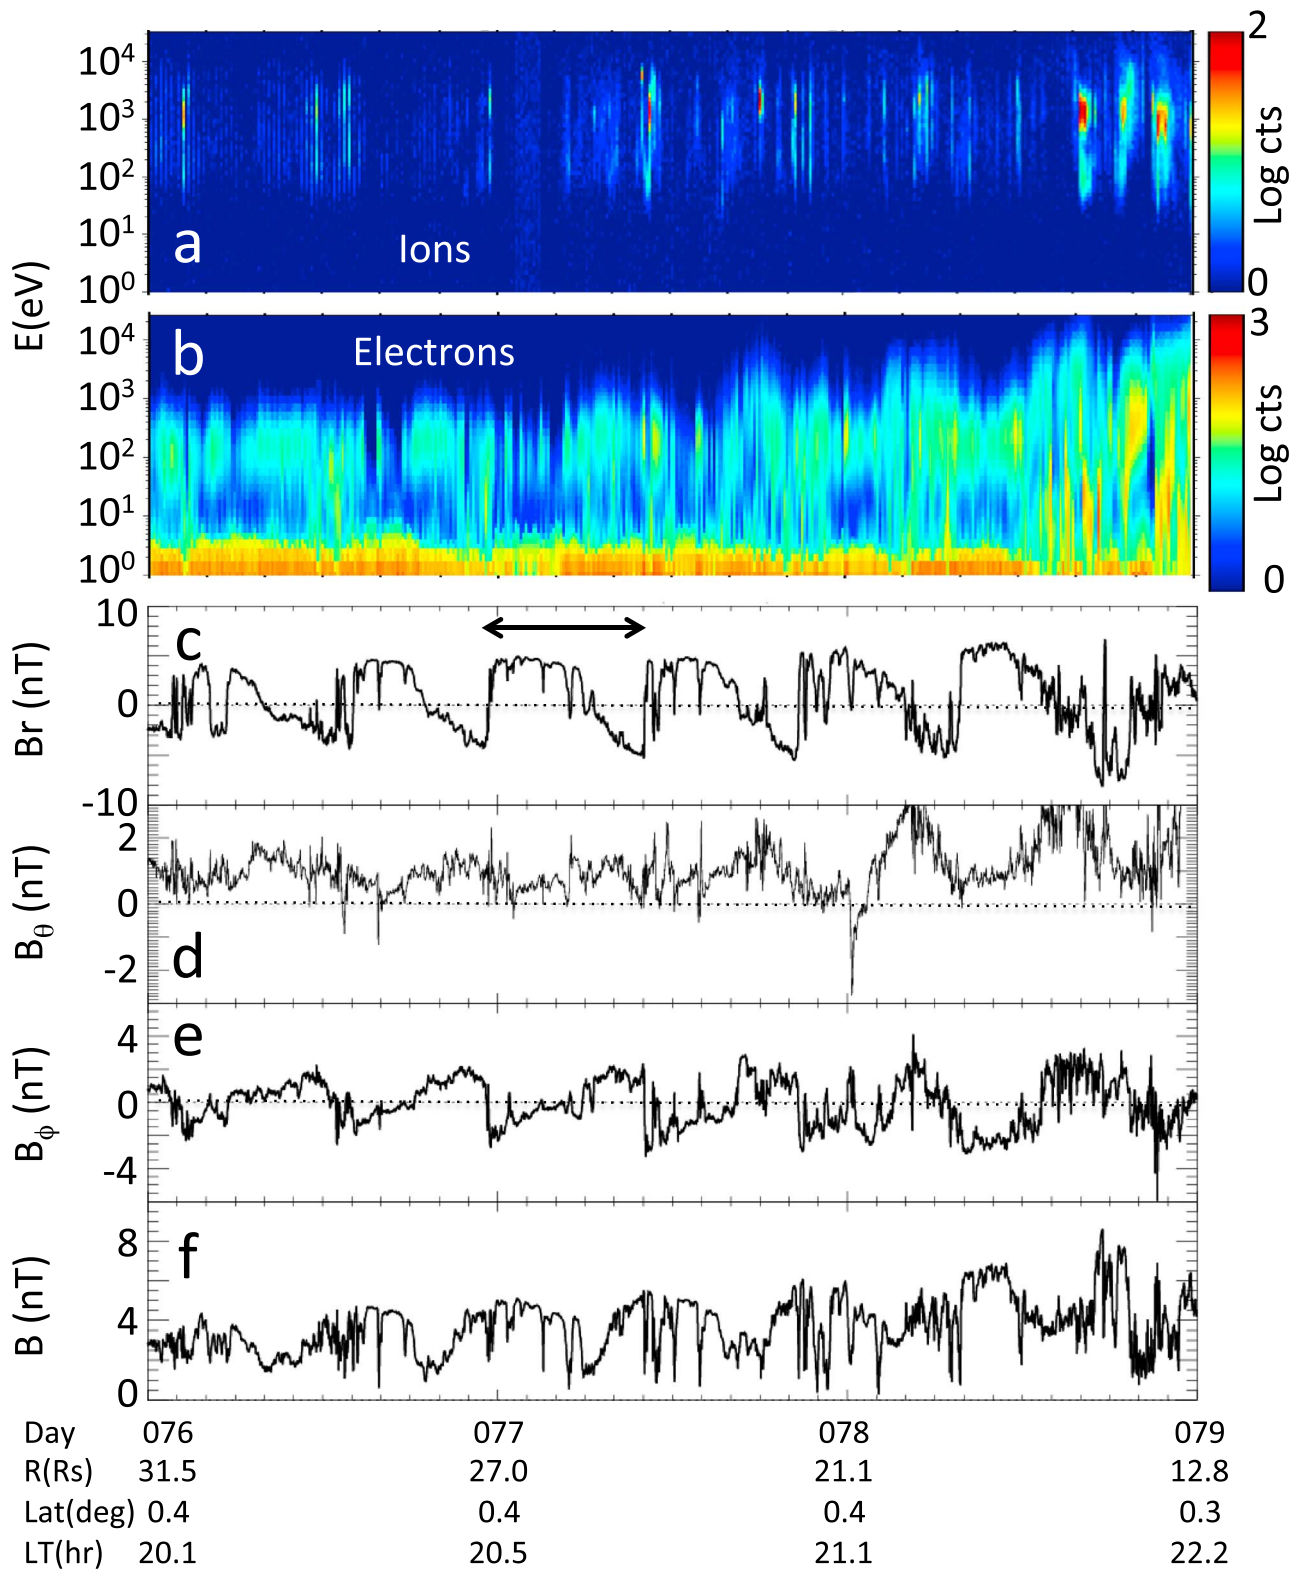 10⁴
10³
10²
10¹
10⁰
a
Ions
2
Log cts
0
E(eV)
10⁴
10³
10²
10¹
10⁰
b
Electrons
3
Log cts
0
10
0
-10
Br (nT)
c
2
0
-2
Bθ (nT)
d
4
0
-4
Bϕ (nT)
e
8
4
0
B (nT)
f
Day 076 077 078 079
R(Rs) 31.5 27.0 21.1 12.8
Lat(deg) 0.4 0.4 0.4 0.3
LT(hr) 20.1 20.5 21.1 22.2